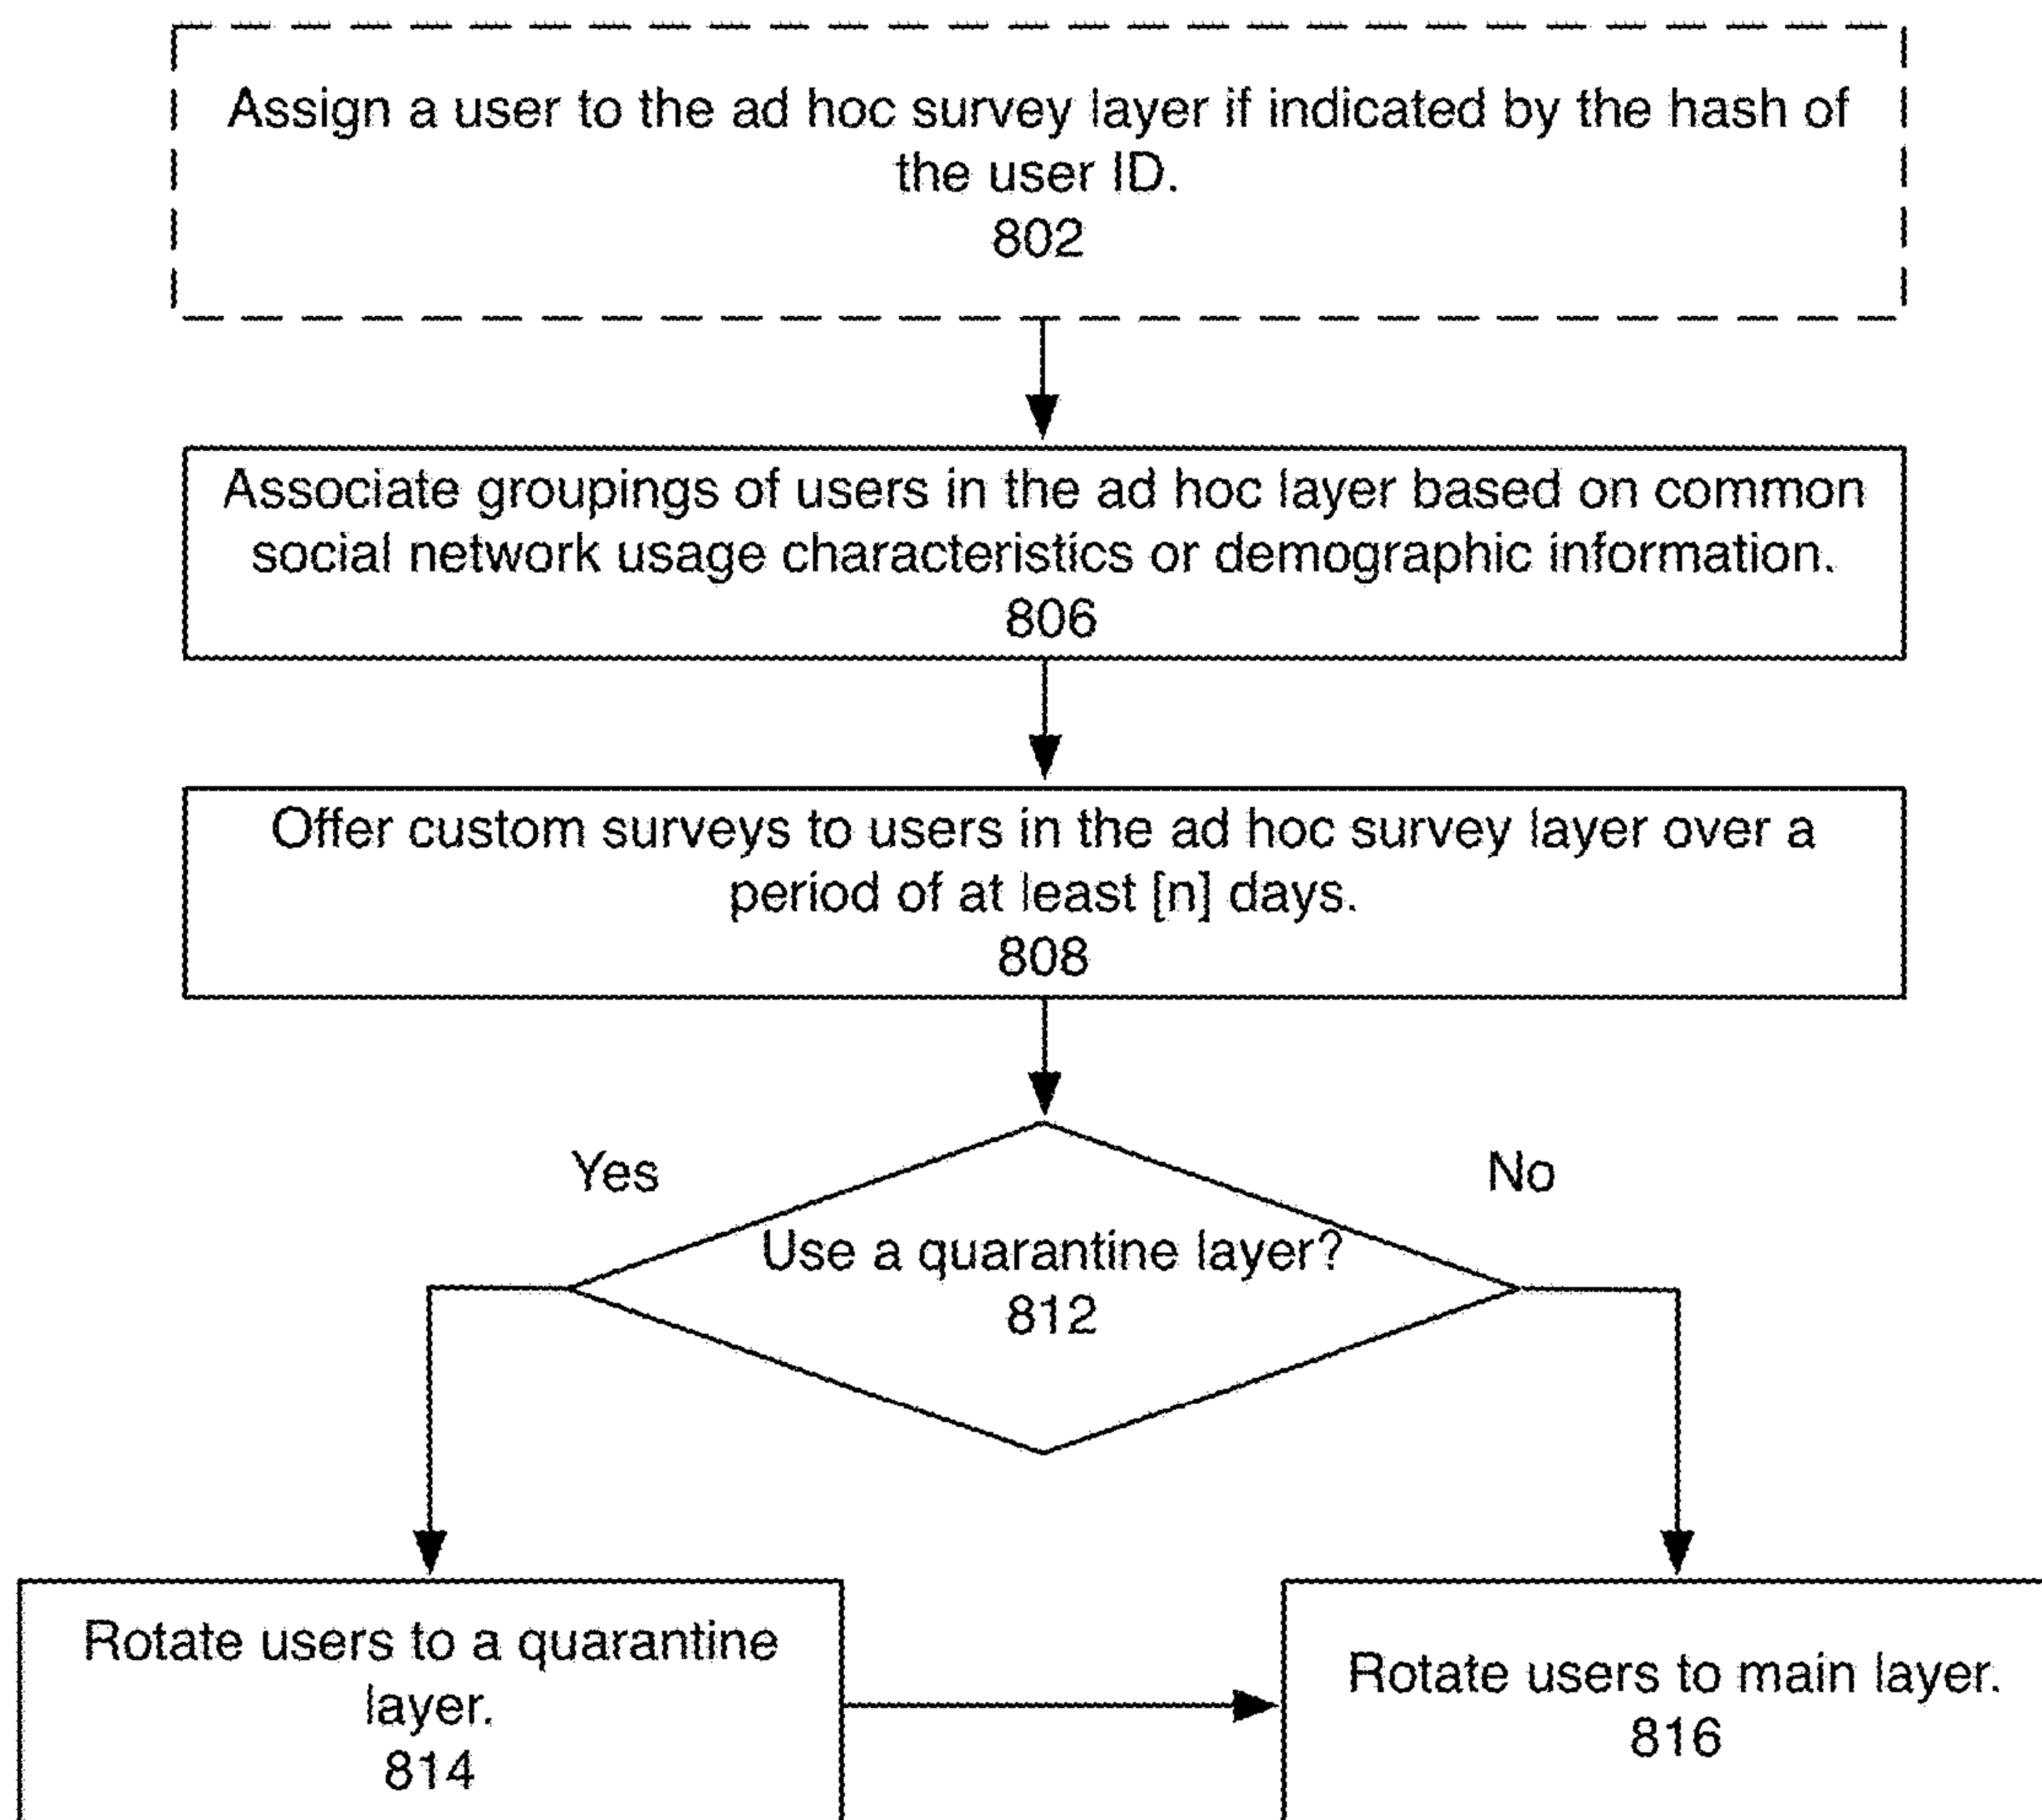 Assign a user to the ad hoc survey layer if indicated by the hash of
the user ID.
802
Associate groupings of users in the ad hoc layer based on common
social network usage characteristics or demographic information.
806
Offer custom surveys to users in the ad hoc survey layer over a
period of at least [n] days.
808
Yes
No
Use a quarantine layer?
812
Rotate users to a quarantine
layer.
814
Rotate users to main layer.
816